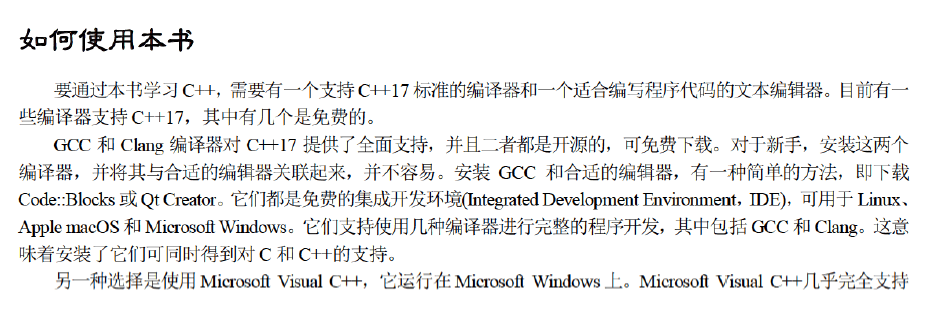 如何使用本书
要通过本书学习 C++，需要有一个支持 C++17 标准的编译器和一个适合编写程序代码的文本编辑器。目前有一
些编译器支持 C++17，其中有几个是免费的。
GCC 和 Clang 编译器对 C++17 提供了全面支持，并且二者都是开源的，可免费下载。对于新手，安装这两个
编译器，并将其与合适的编辑器关联起来，并不容易。安装 GCC 和合适的编辑器，有一种简单的方法，即下载
Code::Blocks 或 Qt Creator。它们都是免费的集成开发环境(Integrated Development Environment，IDE)，可用于 Linux、
Apple macOS 和 Microsoft Windows。它们支持使用几种编译器进行完整的程序开发，其中包括 GCC 和 Clang。这意
味着安装了它们可同时得到对 C 和 C++的支持。
另一种选择是使用 Microsoft Visual C++，它运行在 Microsoft Windows 上。Microsoft Visual C++几乎完全支持